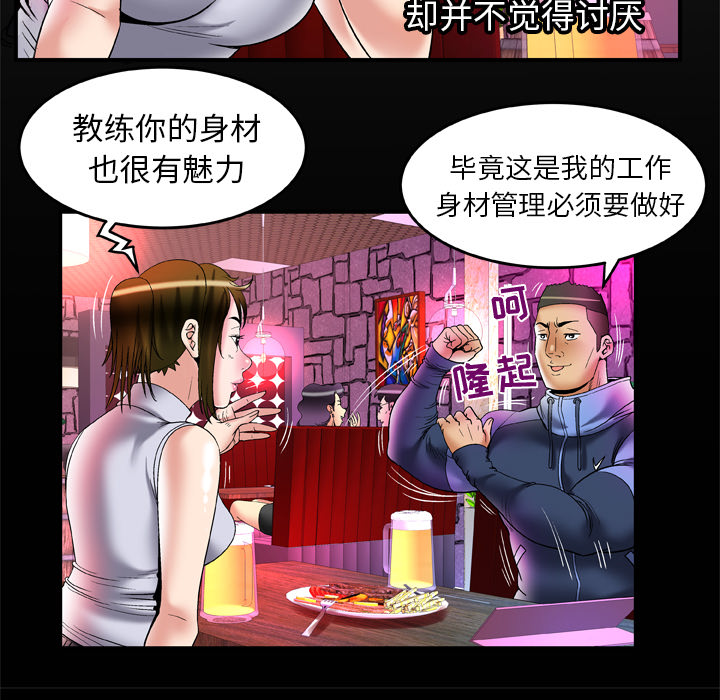 却并不觉得讨厌
教练你的身材
也很有魅力
毕竟这是我的工作
身材管理必须要做好
呵
隆起